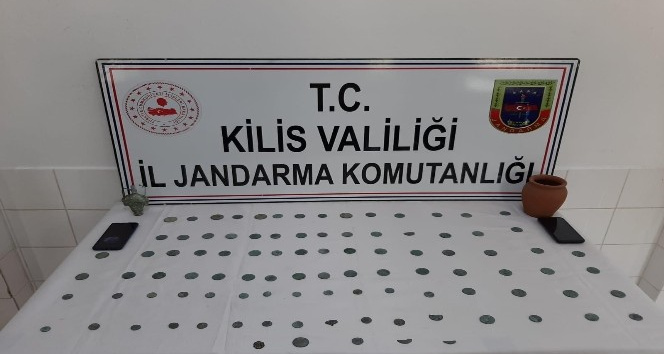 T.C.
KİLİS VALİLİĞİ
İL JANDARMA KOMUTANLIĞI